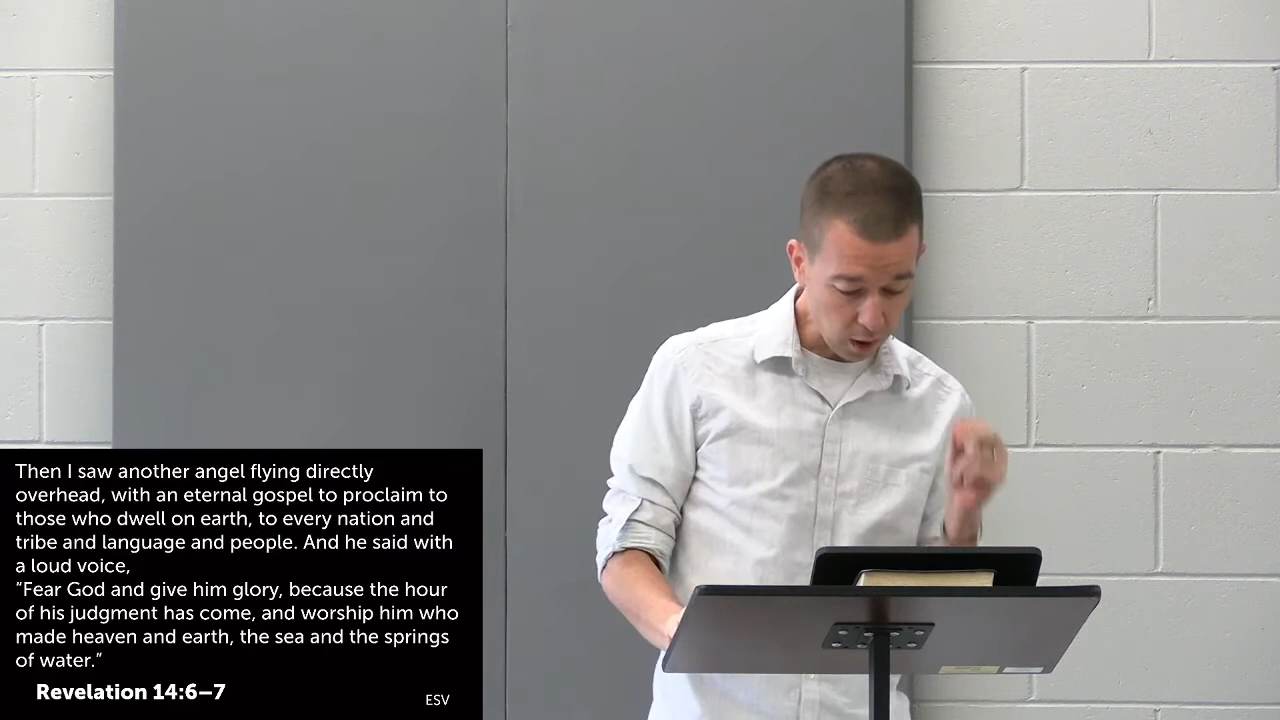 Then I saw another angel flying directly
overhead, with an eternal gospel to proclaim to
those who dwell on earth, to every nation and
tribe and language and people. And he said with
a loud voice,
“Fear God and give him glory, because the hour
of his judgment has come, and worship him who
made heaven and earth, the sea and the springs
of water.”
Revelation 14:6–7
ESV